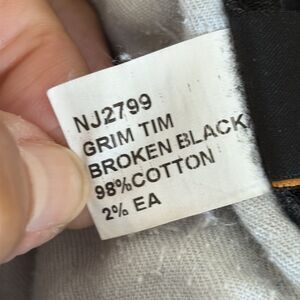 NJ2799
GRIM TIM
BROKEN BLACK
98%COTTON
2% EA